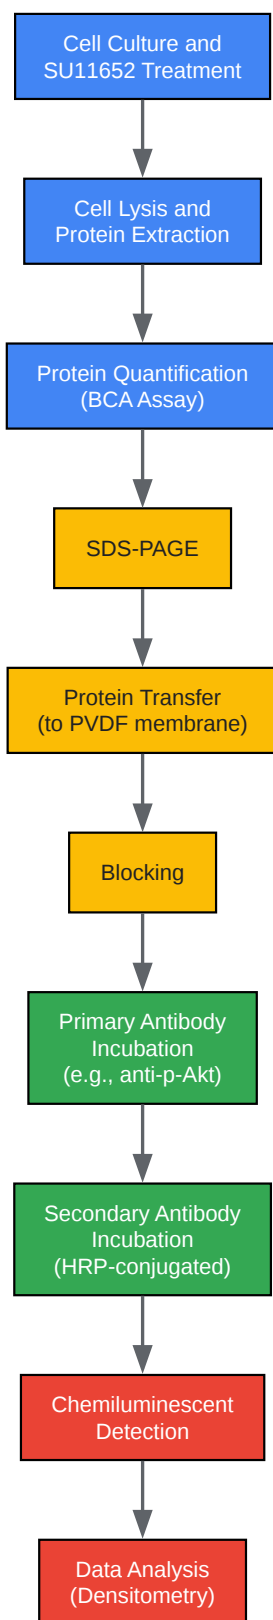 Cell Culture and
SU11652 Treatment
Cell Lysis and
Protein Extraction
Protein Quantification
(BCA Assay)
SDS-PAGE
Protein Transfer
(to PVDF membrane)
Blocking
Primary Antibody
Incubation
(e.g., anti-p-Akt)
Secondary Antibody
Incubation
(HRP-conjugated)
Chemiluminescent
Detection
Data Analysis
(Densitometry)